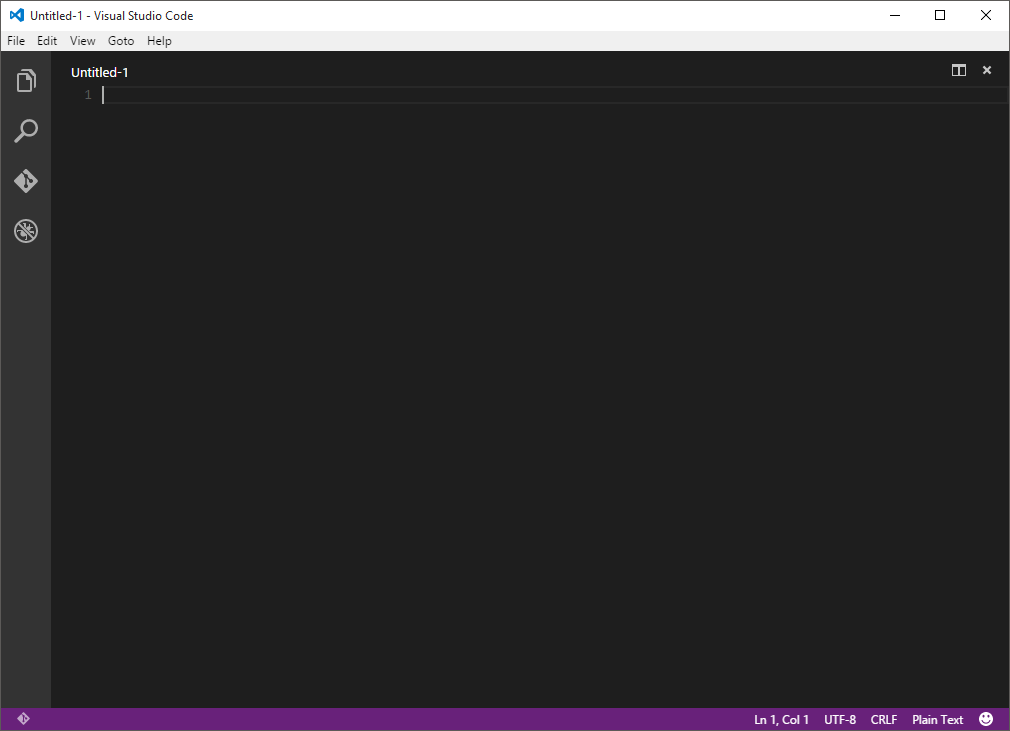 Untitled-1 - Visual Studio Code
File Edit View Goto Help
Untitled-1
1
Ln 1, Col 1 UTF-8 CRLF Plain Text